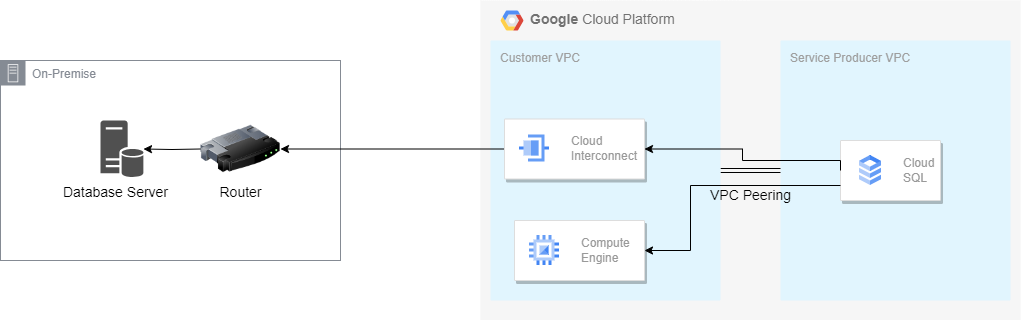 Google Cloud Platform
Customer VPC
Service Producer VPC
On-Premise
Cloud
Interconnect
Cloud
SQL
Database Server
Router
VPC Peering
Compute
Engine